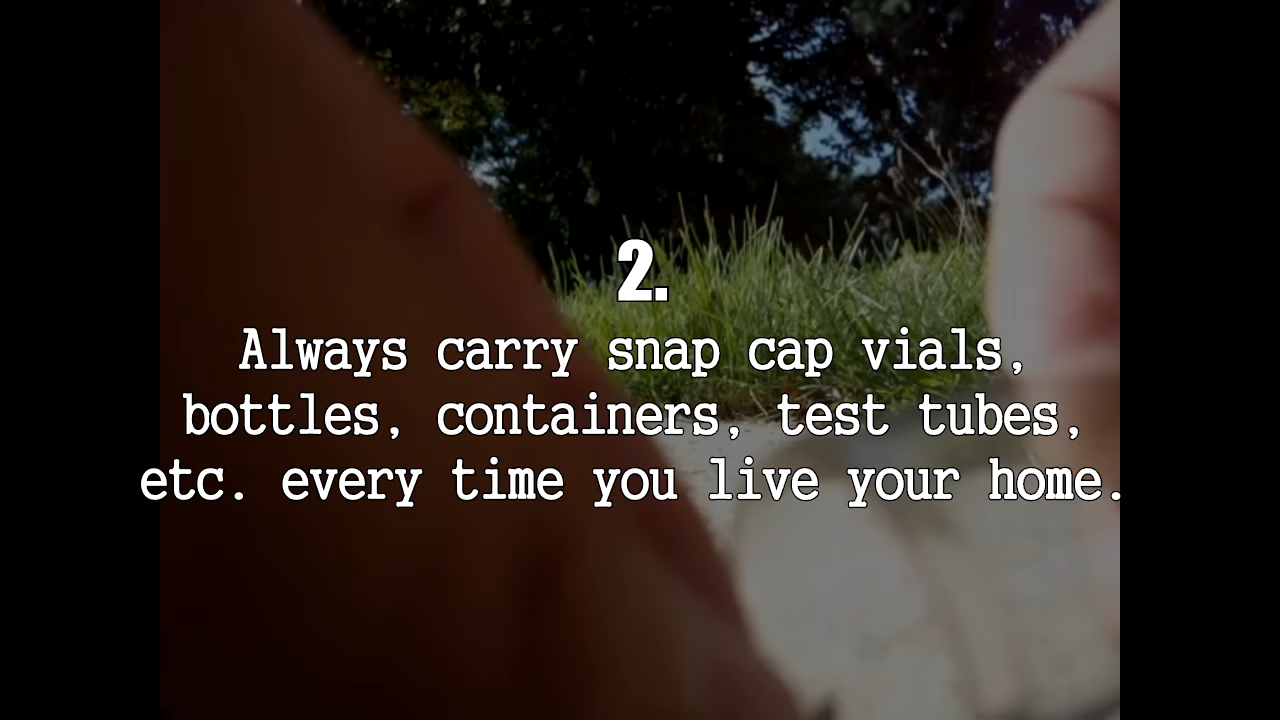 2.
Always carry snap cap vials,
bottles, containers, test tubes,
etc. every time you live your home.